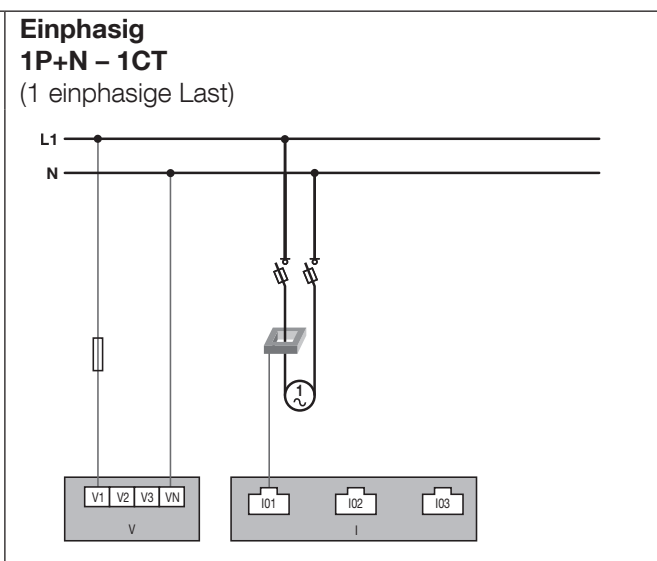 Einphasig
1P+N – 1CT
(1 einphasige Last)
L1
N
1
V1 V2 V3 VN
V
I01 I02 I03
I